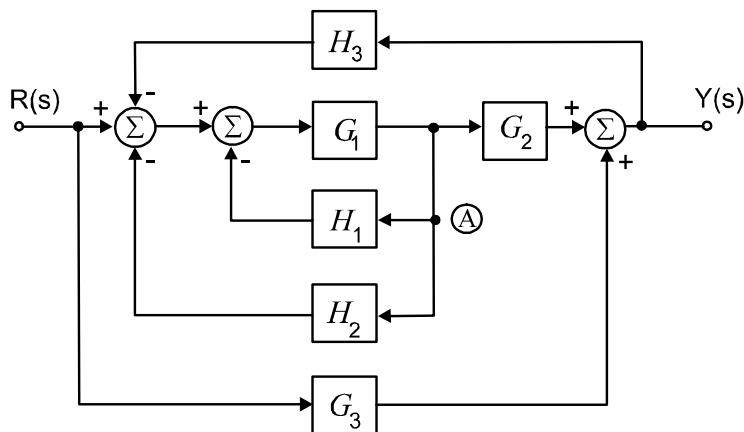 H₃
R(s) + - Σ + Σ G₁ G₂ + Σ Y(s)
- - +
H₁ A
H₂
G₃